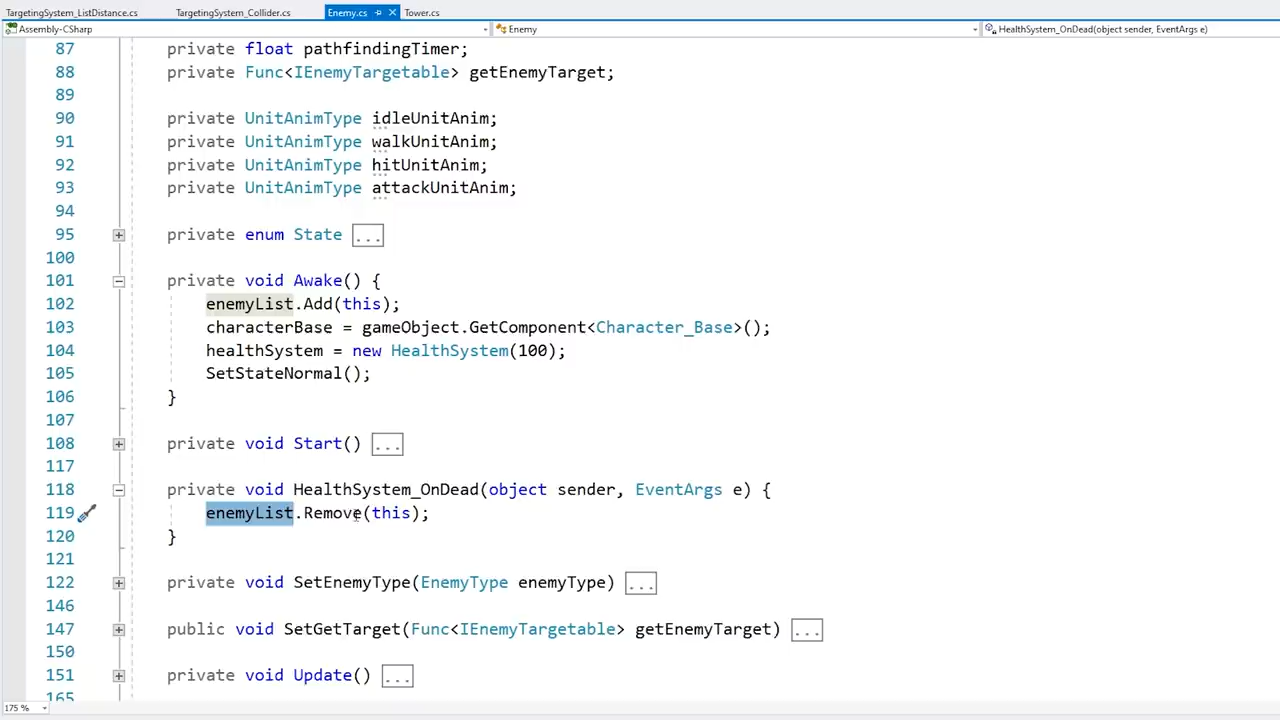 TargetingSystem_ListDistance.cs TargetingSystem_Collider.cs Enemy.cs Tower.cs
Assembly-CSharp Enemy HealthSystem_OnDead(object sender, EventArgs e)
87 private float pathfindingTimer;
88 private Func<IEnemyTargetable> getEnemyTarget;
89
90 private UnitAnimType idleUnitAnim;
91 private UnitAnimType walkUnitAnim;
92 private UnitAnimType hitUnitAnim;
93 private UnitAnimType attackUnitAnim;
94
95 private enum State ...
100
101 private void Awake() {
102 enemyList.Add(this);
103 characterBase = gameObject.GetComponent<Character_Base>();
104 healthSystem = new HealthSystem(100);
105 SetStateNormal();
106 }
107
108 private void Start() ...
117
118 private void HealthSystem_OnDead(object sender, EventArgs e) {
119 enemyList.Remove(this);
120 }
121
122 private void SetEnemyType(EnemyType enemyType) ...
146
147 public void SetGetTarget(Func<IEnemyTargetable> getEnemyTarget) ...
150
151 private void Update() ...
165
175 %